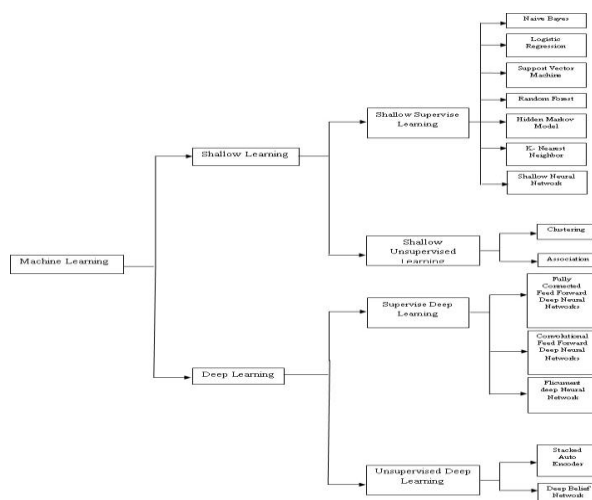 Naive Bayes
Logistic
Regression
Support Vector
Machine
Random Forest
Hidden Markov
Model
K- Nearest
Neighbor
Shallow Neural
Network
Shallow Supervise
Learning
Shallow Learning
Shallow
Unsupervised
Learning
Clustering
Association
Machine Learning
Fully
Connected
Feed Forward
Deep Neural
Networks
Supervise Deep
Learning
Convolutional
Feed Forward
Deep Neural
Networks
deep Neural
Network
Deep Learning
Stacked
Auto
Encoder
Unsupervised Deep
Learning
Deep Belief
Network